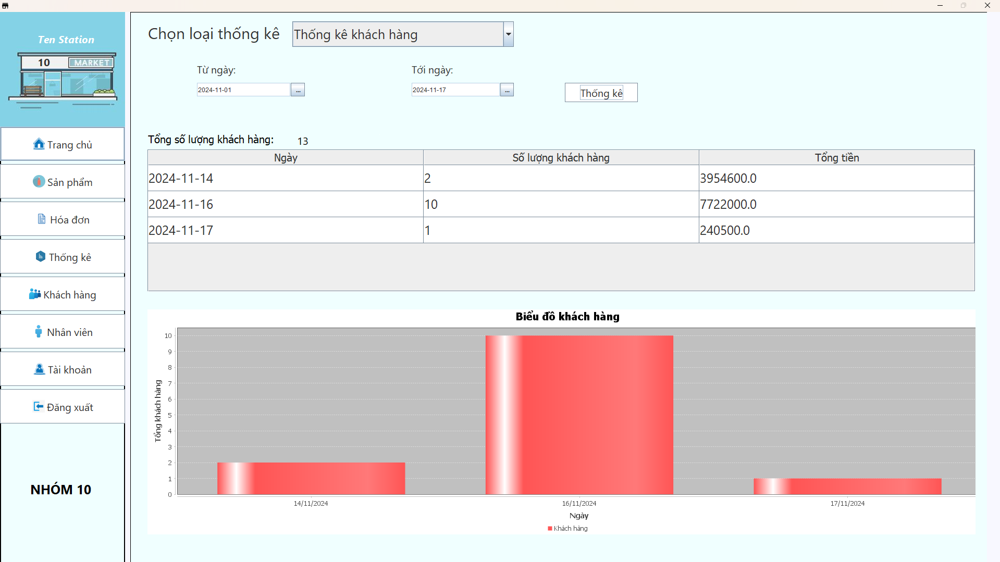 Ten Station
10 MARKET
Trang chủ
Sản phẩm
Hóa đơn
Thống kê
Khách hàng
Nhân viên
Tài khoản
Đăng xuất
NHÓM 10
Chọn loại thống kê Thống kê khách hàng
Từ ngày: Tới ngày:
2024-11-01 ... 2024-11-17 ... Thống kê
Tổng số lượng khách hàng: 13
Ngày Số lượng khách hàng Tổng tiền
2024-11-14 2 3954600.0
2024-11-16 10 7722000.0
2024-11-17 1 240500.0
Biểu đồ khách hàng
Tổng khách hàng
10
9
8
7
6
5
4
3
2
1
0
14/11/2024 16/11/2024 17/11/2024
Ngày
Khách hàng